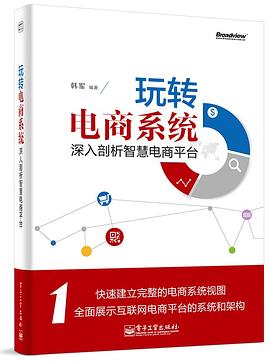 Broadview
韩军 编著
玩转
电商系统
深入剖析智慧电商平台
玩转
电商系统
深入剖析智慧电商平台
$
1
快速建立完整的电商系统视图
全面展示互联网电商平台的系统和架构
电子工业出版社